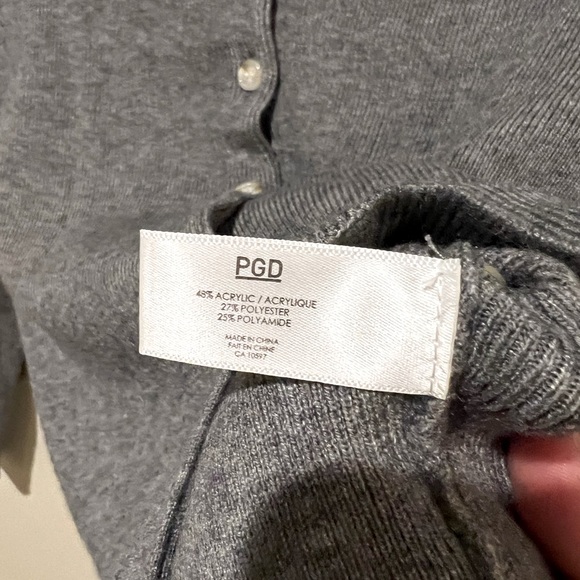 PGD
48% ACRYLIC / ACRYLIQUE
27% POLYESTER
25% POLYAMIDE
MADE IN CHINA
FAIT EN CHINE
CA 10597